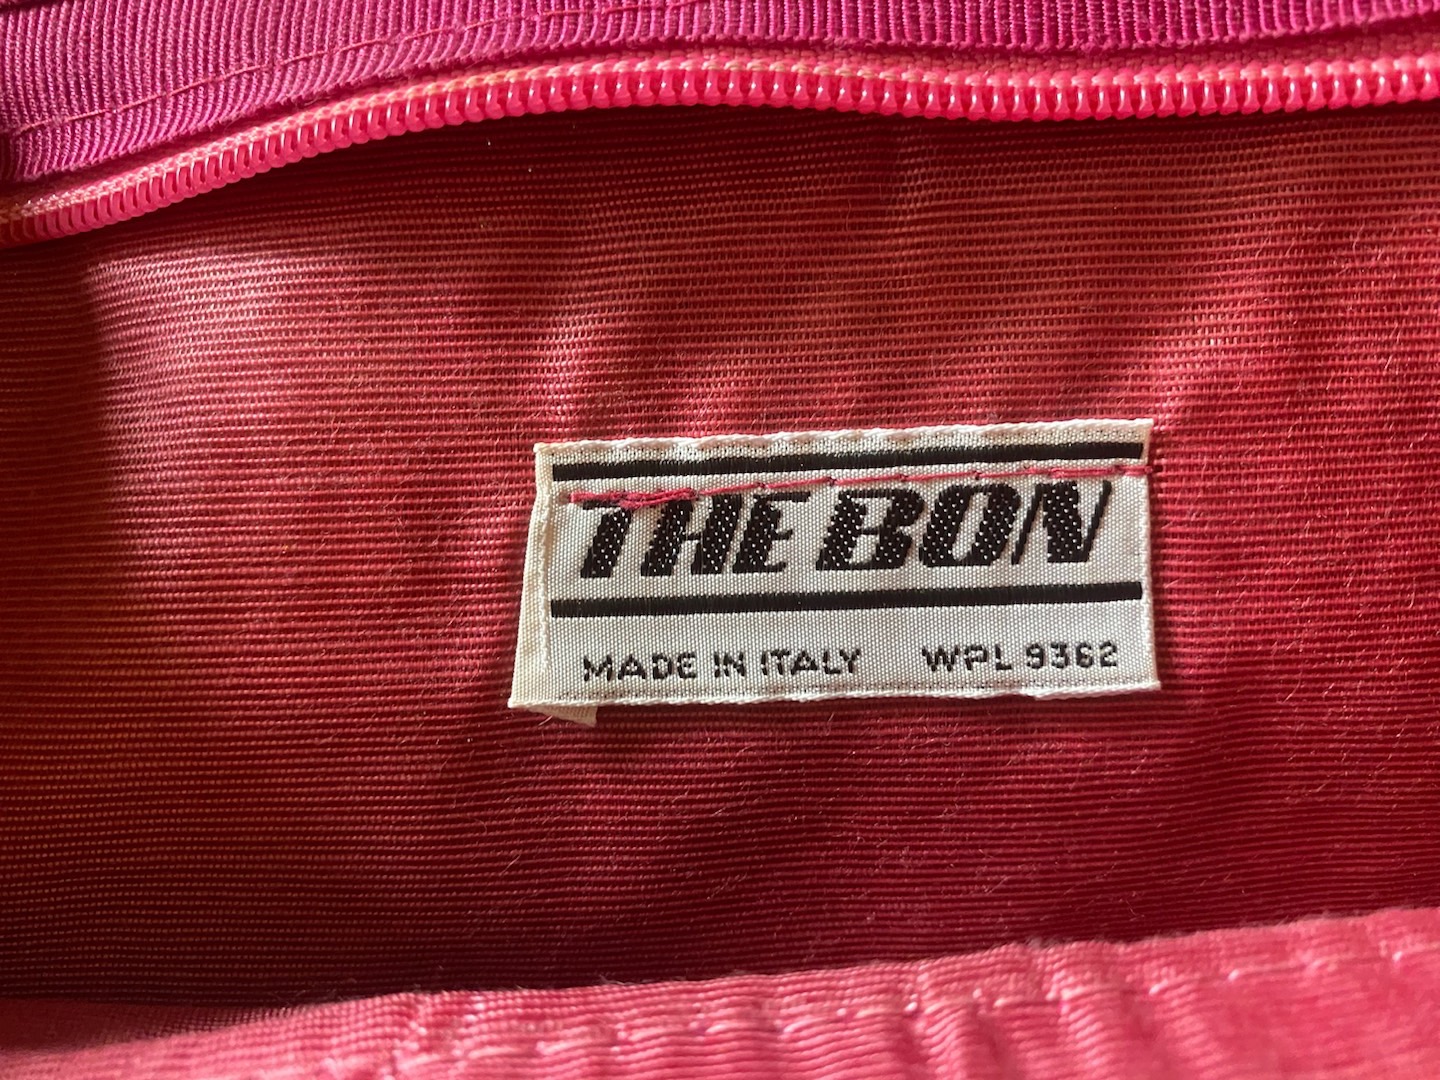 THE BON
MADE IN ITALY WPL 9362